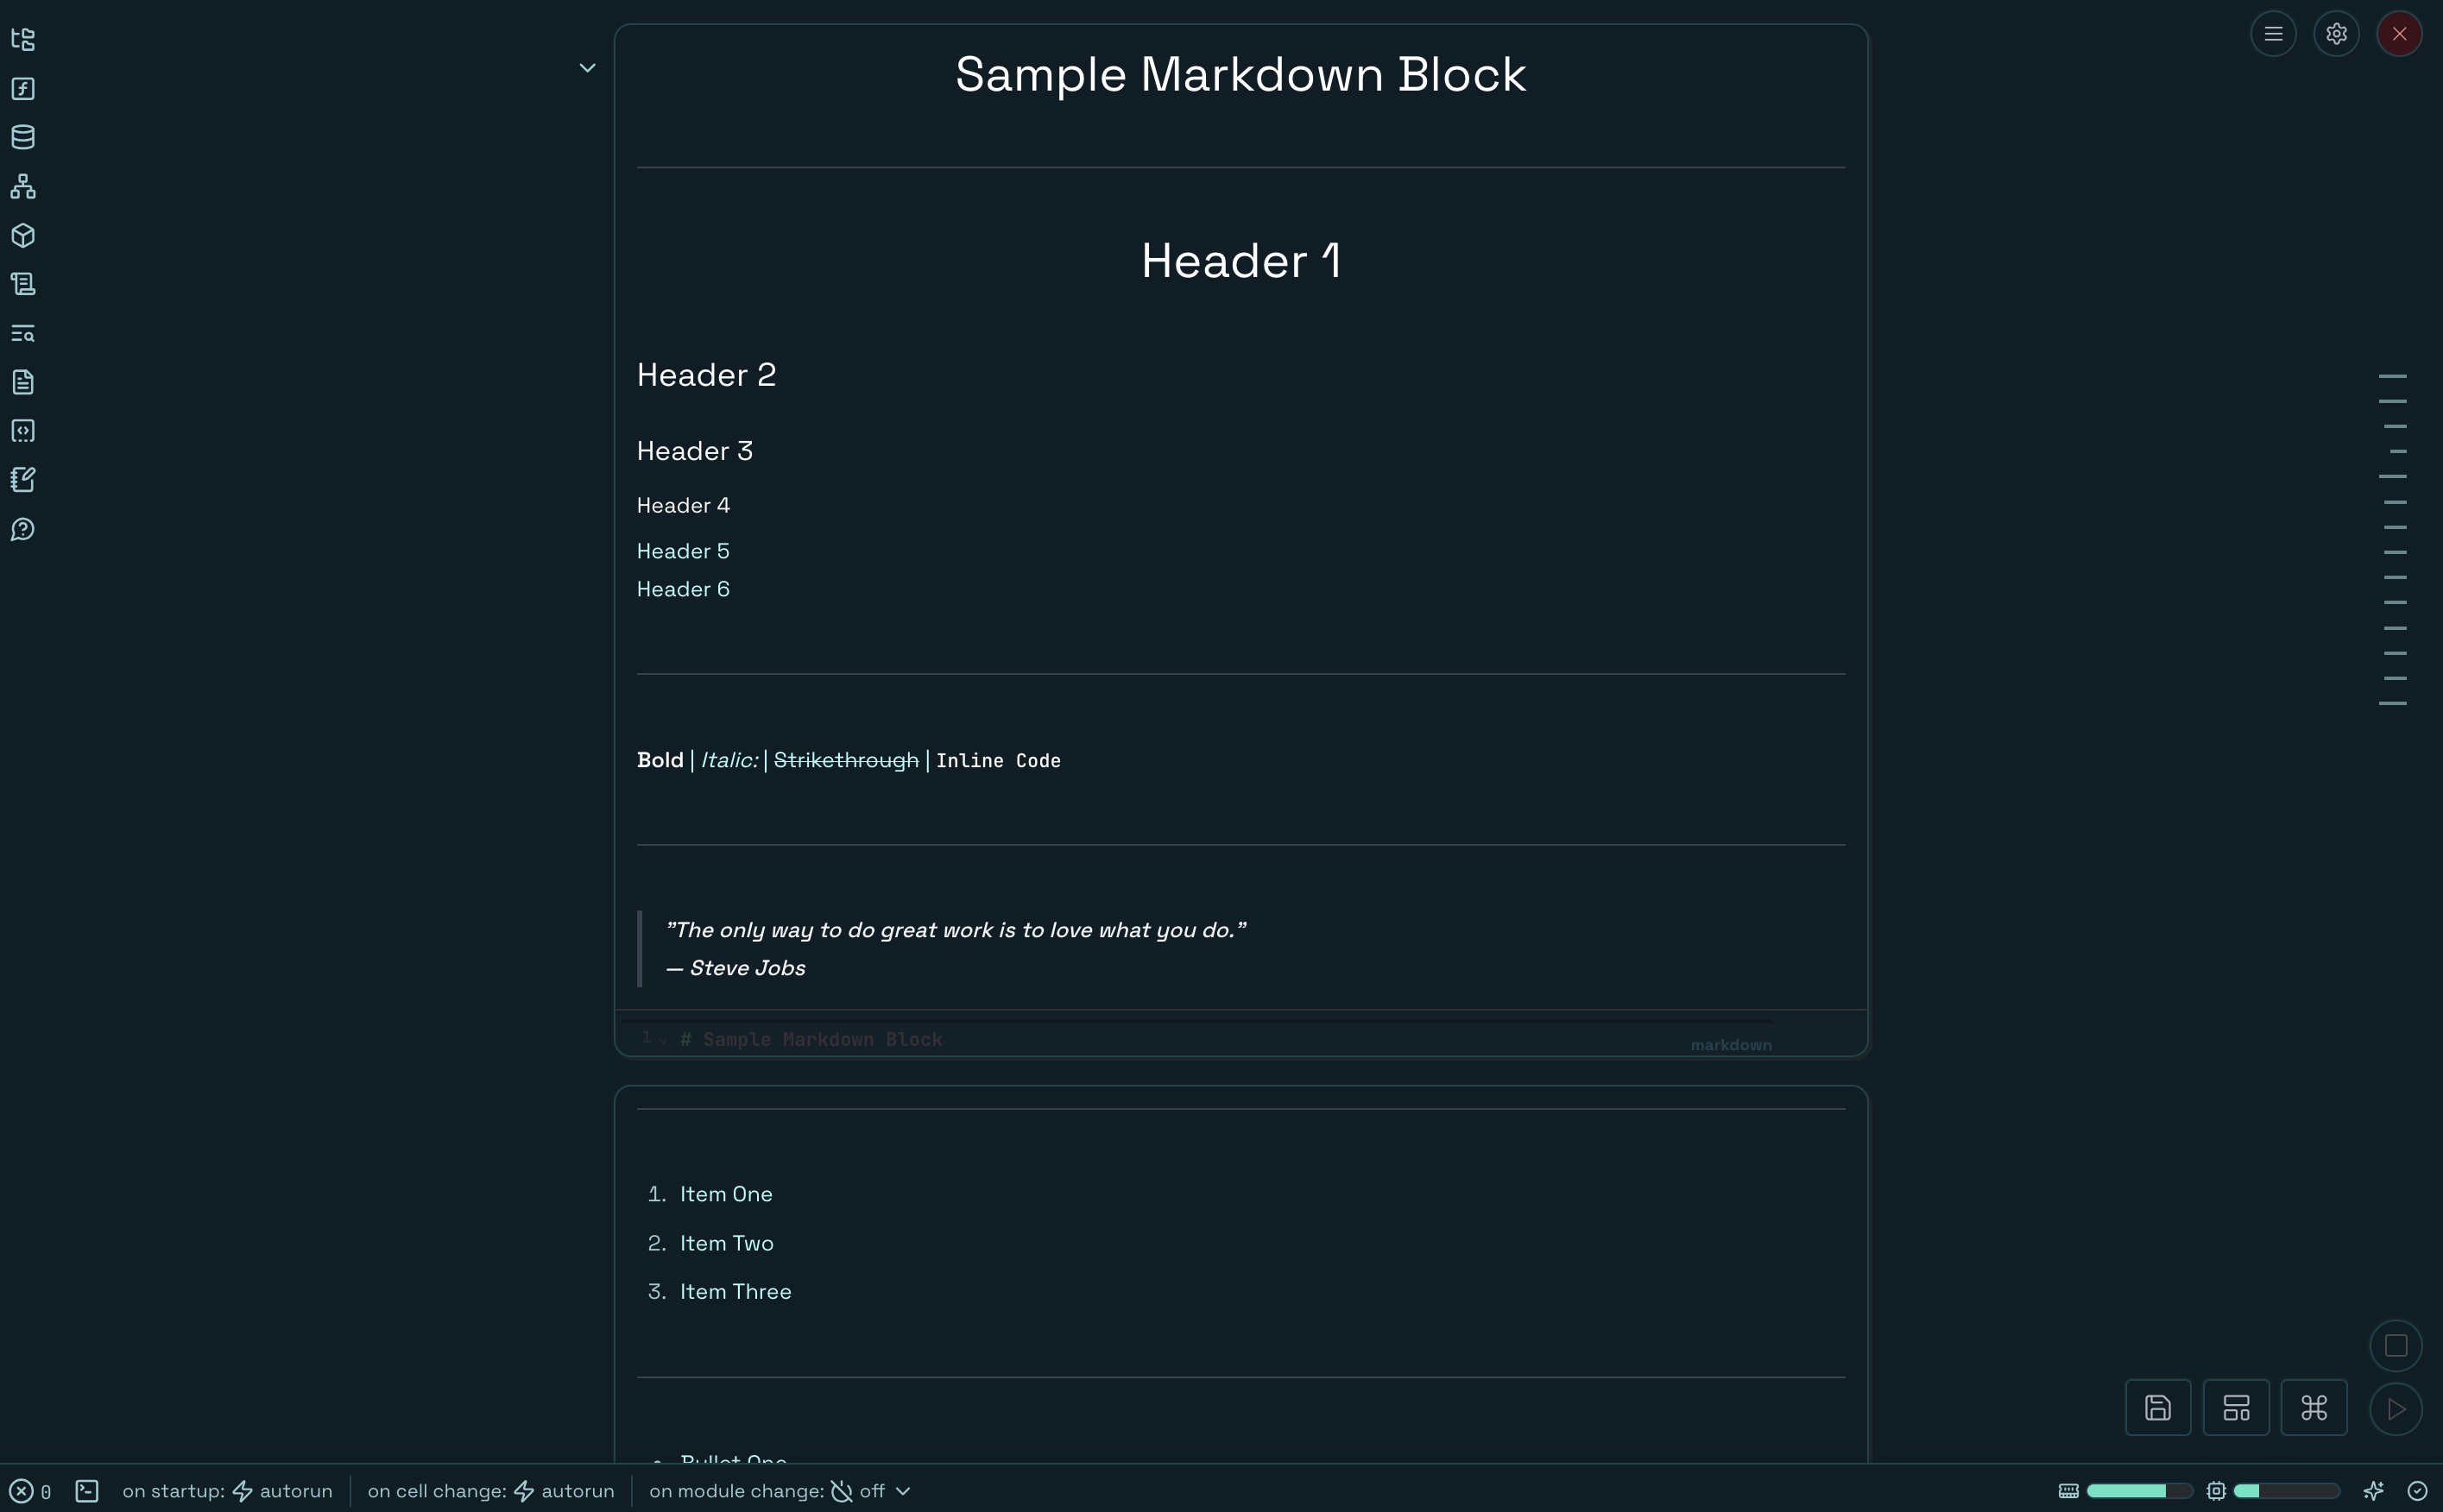 Sample Markdown Block
Header 1
Header 2
Header 3
Header 4
Header 5
Header 6
Bold | Italic: | Strikethrough | Inline Code
"The only way to do great work is to love what you do."
— Steve Jobs
1 # Sample Markdown Block
markdown
1. Item One
2. Item Two
3. Item Three
• Bullet One
0 on startup: autorun on cell change: autorun on module change: off